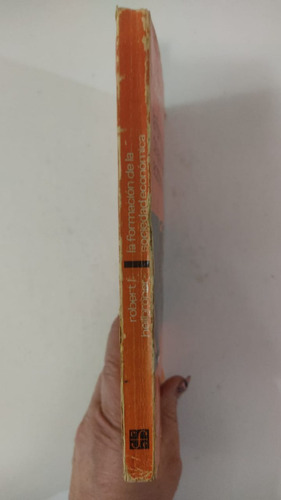 robert l.
heilbroner
la formación de la
sociedad económica